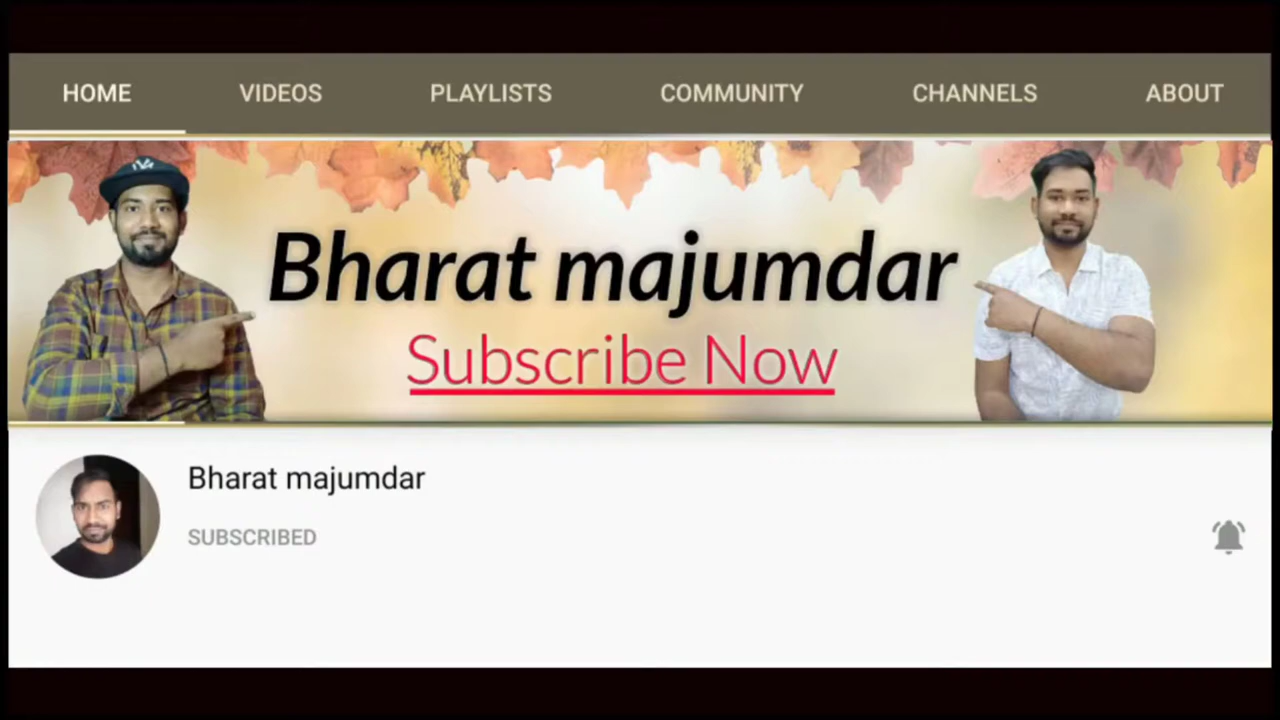 HOME VIDEOS PLAYLISTS COMMUNITY CHANNELS ABOUT
Bharat majumdar
Subscribe Now
Bharat majumdar
SUBSCRIBED